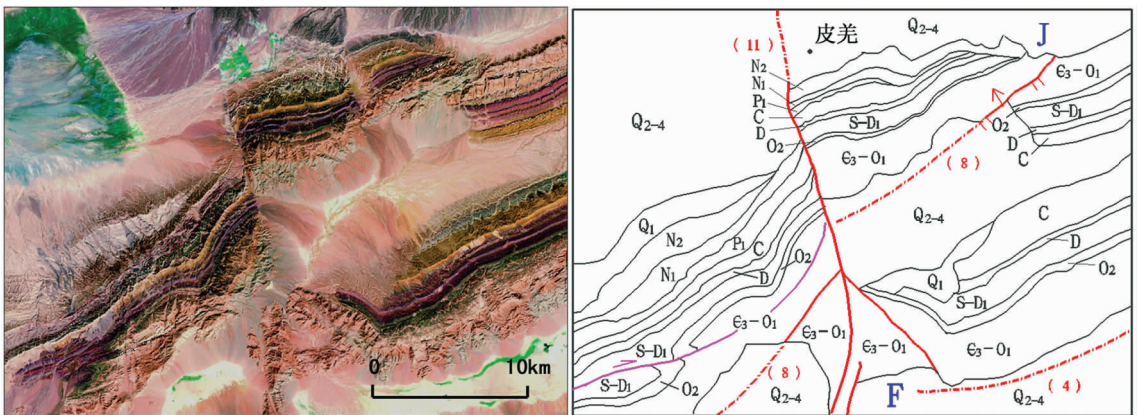 0 10km
(11)
皮羌
Q₂₋₄
J
Є₃-O₁
N₂
N₁
P₁
C
D
O₂
S-D₁
Є₃-O₁
O₂
S-D₁
D
C
Q₂₋₄
(8)
Q₂₋₄
C
Q₁
N₂
P₁
C
D
O₂
N₁
D
O₂
Q₁
S-D₁
Є₃-O₁
Є₃-O₁
Є₃-O₁
Є₃-O₁
S-D₁
S-D₁
O₂
(8)
Q₂₋₄
F
Q₂₋₄
(4)